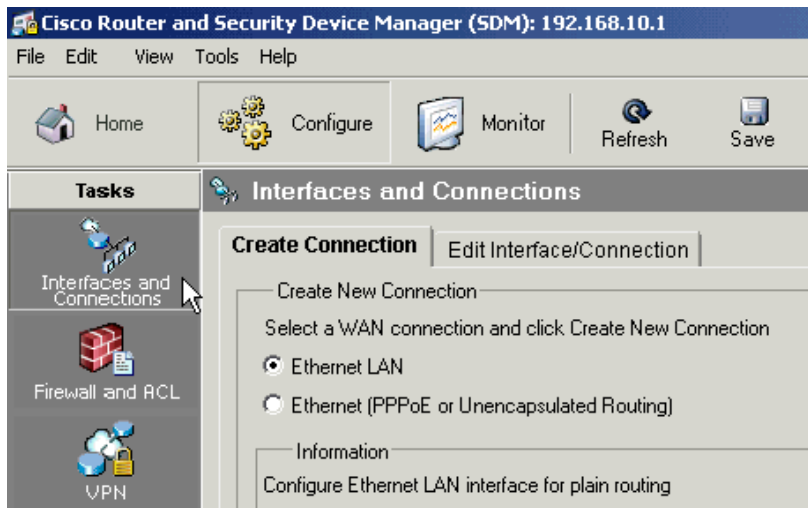 Cisco Router and Security Device Manager (SDM): 192.168.10.1
File Edit View Tools Help
Home Configure Monitor Refresh Save
Tasks
Interfaces and Connections
Create Connection Edit Interface/Connection
Interfaces and
Connections
Create New Connection
Select a WAN connection and click Create New Connection
Ethernet LAN
Firewall and ACL
Ethernet (PPPoE or Unencapsulated Routing)
Information
VPN
Configure Ethernet LAN interface for plain routing